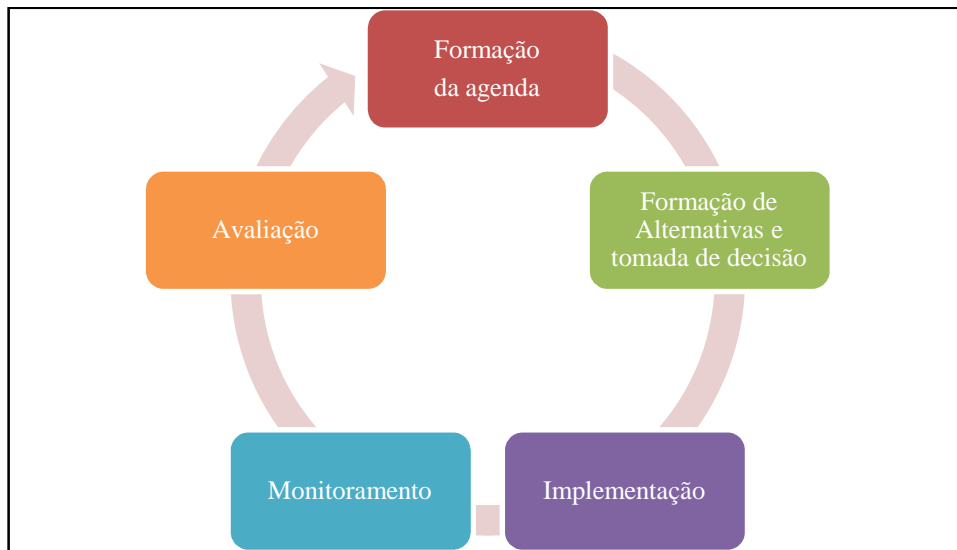 Formação
da agenda
Formação de
Alternativas e
tomada de decisão
Implementação
Monitoramento
Avaliação